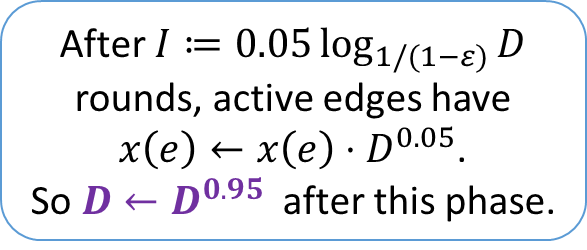 After I := 0.05 log_{1/(1−ε)} D
rounds, active edges have
x(e) ← x(e) · D^{0.05}.
So D ← D^{0.95} after this phase.